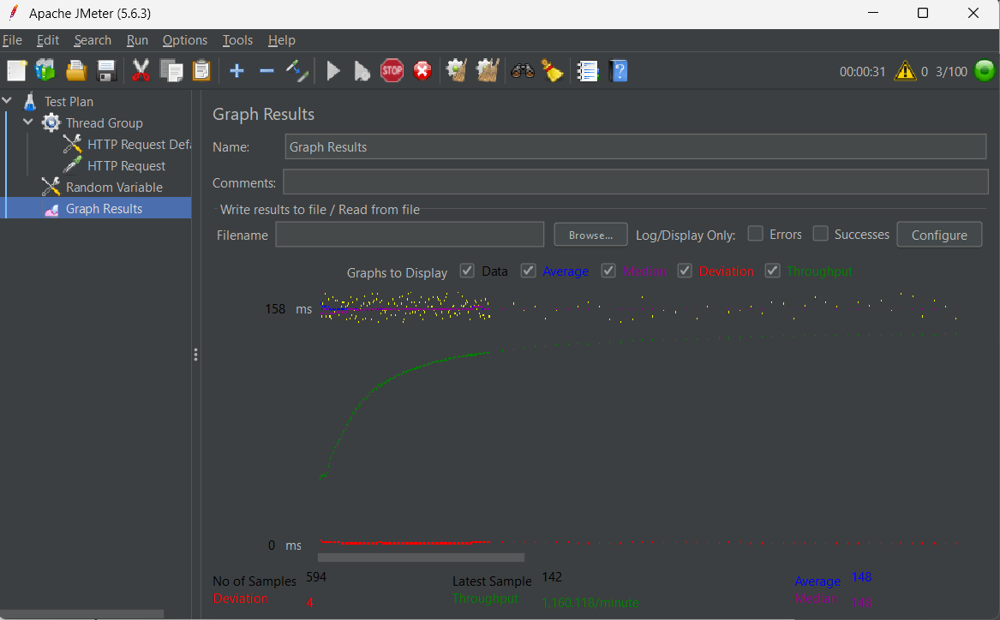 Apache JMeter (5.6.3)
File Edit Search Run Options Tools Help
STOP 00:00:31 0 3/100
Test Plan
Thread Group
HTTP Request Defa
HTTP Request
Random Variable
Graph Results
Graph Results
Name: Graph Results
Comments:
Write results to file / Read from file
Filename Browse... Log/Display Only: Errors Successes Configure
Graphs to Display Data Average Median Deviation Throughput
158 ms
0 ms
No of Samples 594 Latest Sample 142 Average 148
Deviation 4 Throughput 1,160.118/minute Median 148